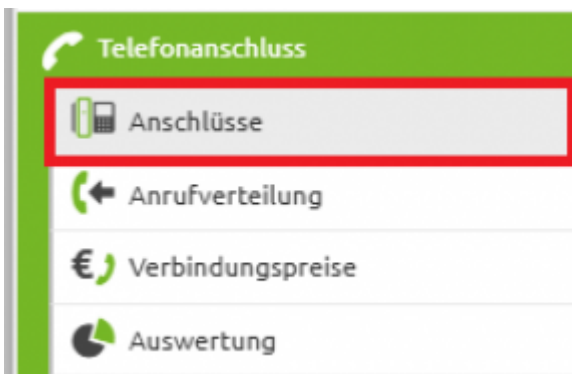 Telefonanschluss
Anschlüsse
Anrufverteilung
Verbindungspreise
Auswertung